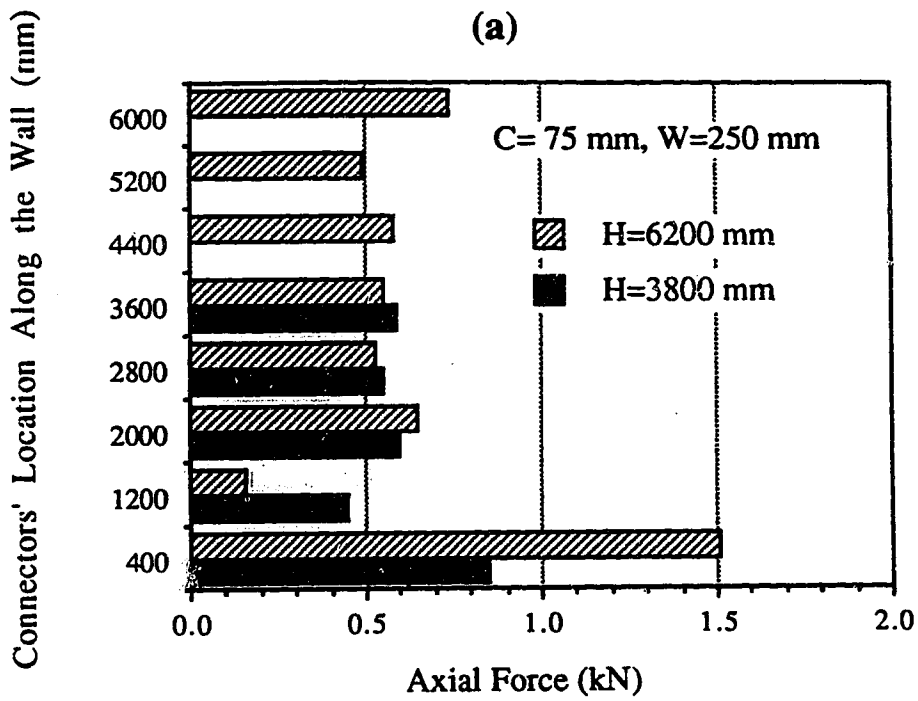 (a)
Connectors' Location Along the Wall (mm)
6000
5200
4400
3600
2800
2000
1200
400
C= 75 mm, W=250 mm
H=6200 mm
H=3800 mm
0.0 0.5 1.0 1.5 2.0
Axial Force (kN)